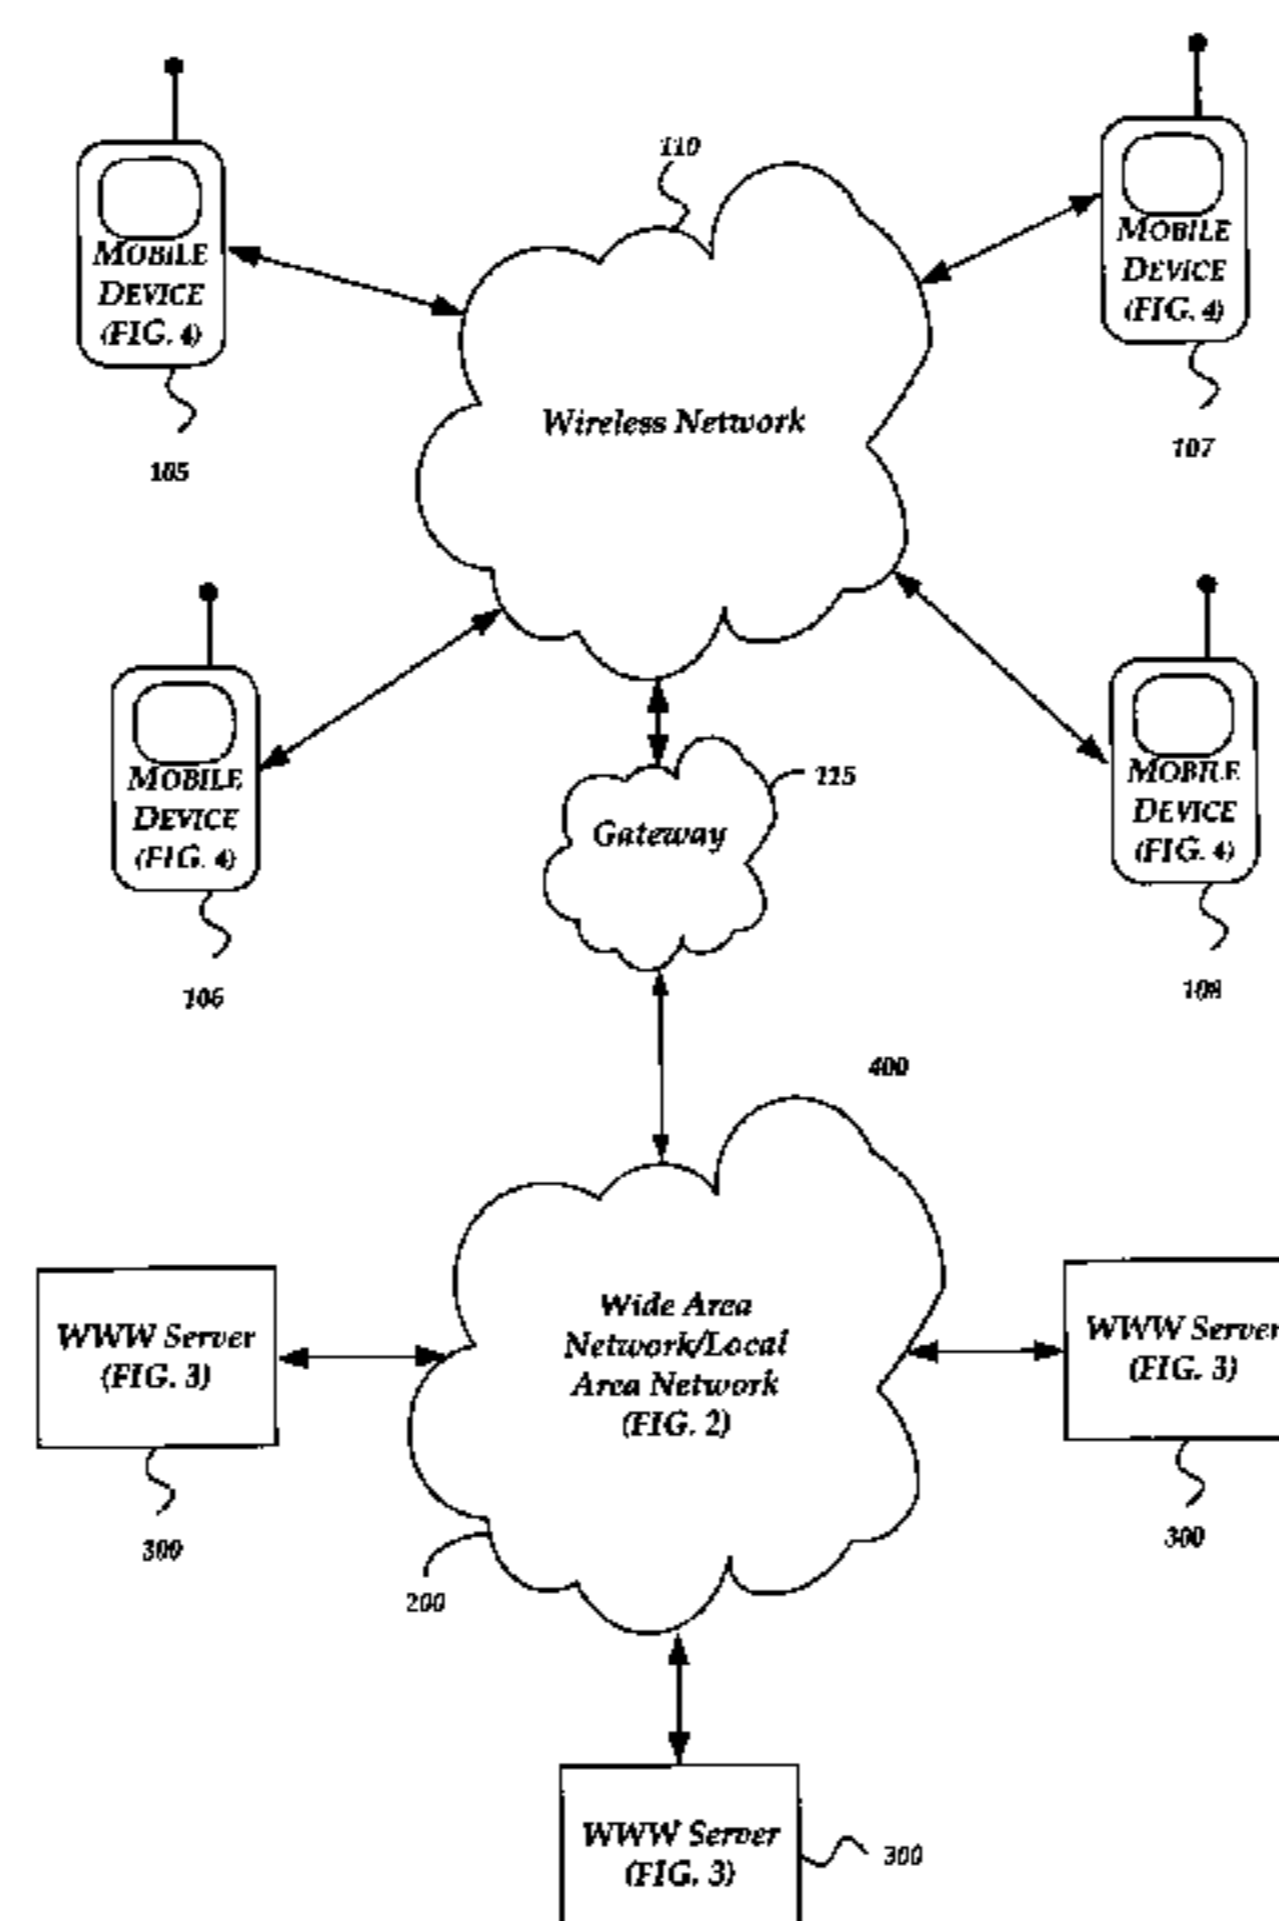 110
MOBILE
DEVICE
(FIG. 4)
105
MOBILE
DEVICE
(FIG. 4)
107
Wireless Network
MOBILE
DEVICE
(FIG. 4)
106
115
Gateway
MOBILE
DEVICE
(FIG. 4)
108
400
WWW Server
(FIG. 3)
300
Wide Area
Network/Local
Area Network
(FIG. 2)
200
WWW Server
(FIG. 3)
300
WWW Server
(FIG. 3)
300